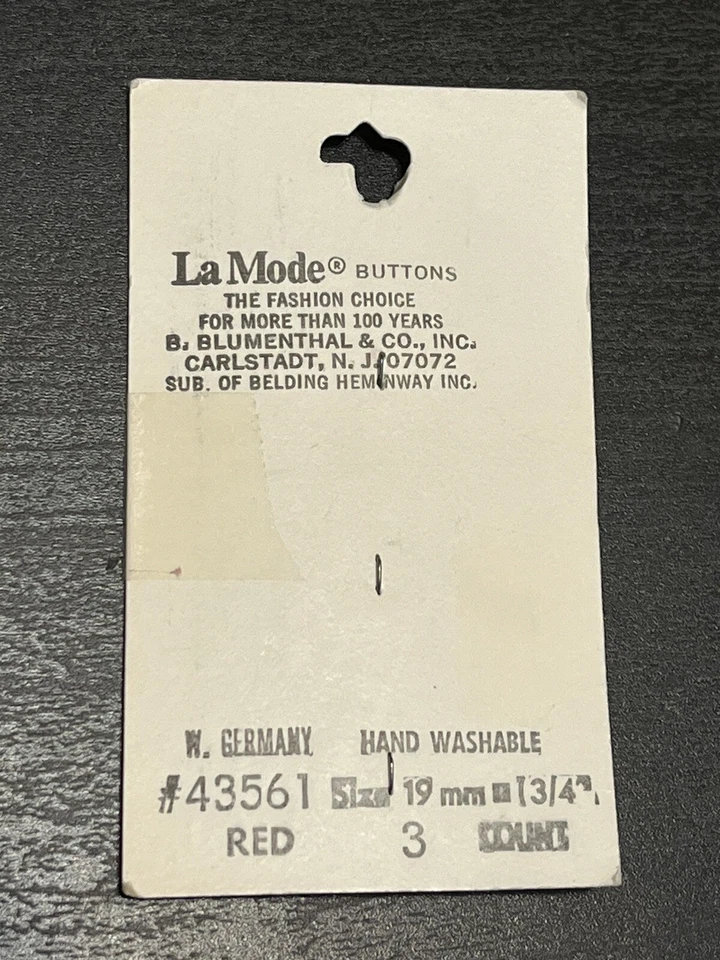 La Mode® BUTTONS
THE FASHION CHOICE
FOR MORE THAN 100 YEARS
B. BLUMENTHAL & CO., INC.
CARLSTADT, N. J. 07072
SUB. OF BELDING HEMINWAY INC.
W. GERMANY HAND WASHABLE
#43561 Size 19 mm = (3/4")
RED 3 COUNT